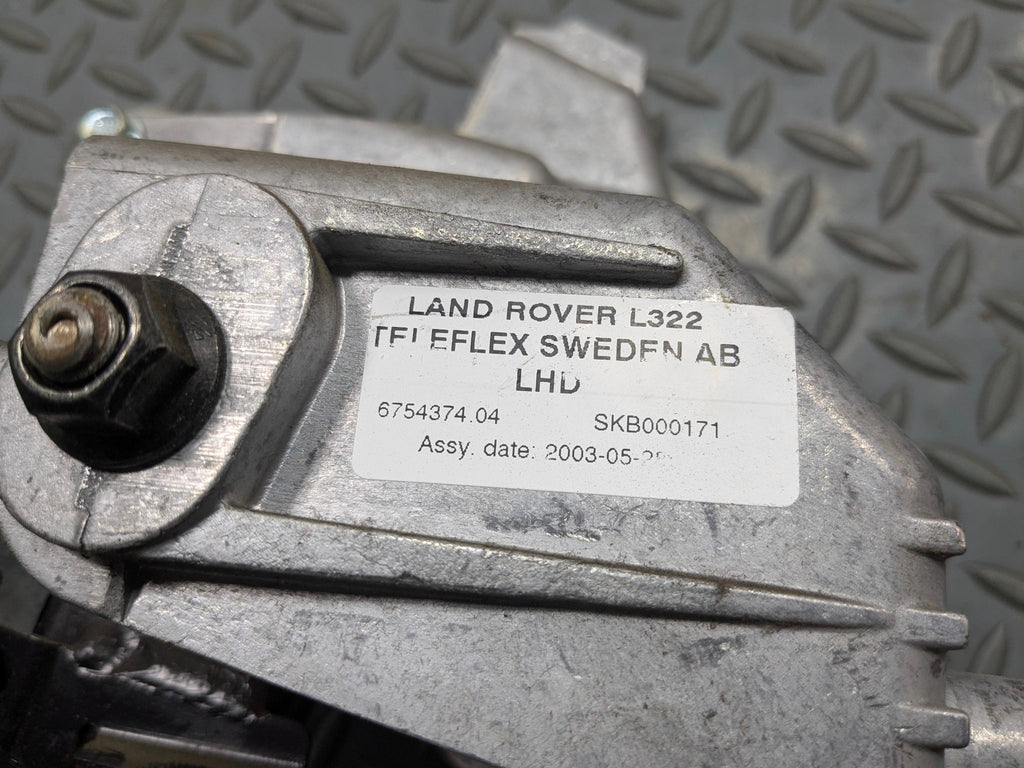 LAND ROVER L322
TELEFLEX SWEDEN AB
LHD
6754374.04 SKB000171
Assy. date: 2003-05-